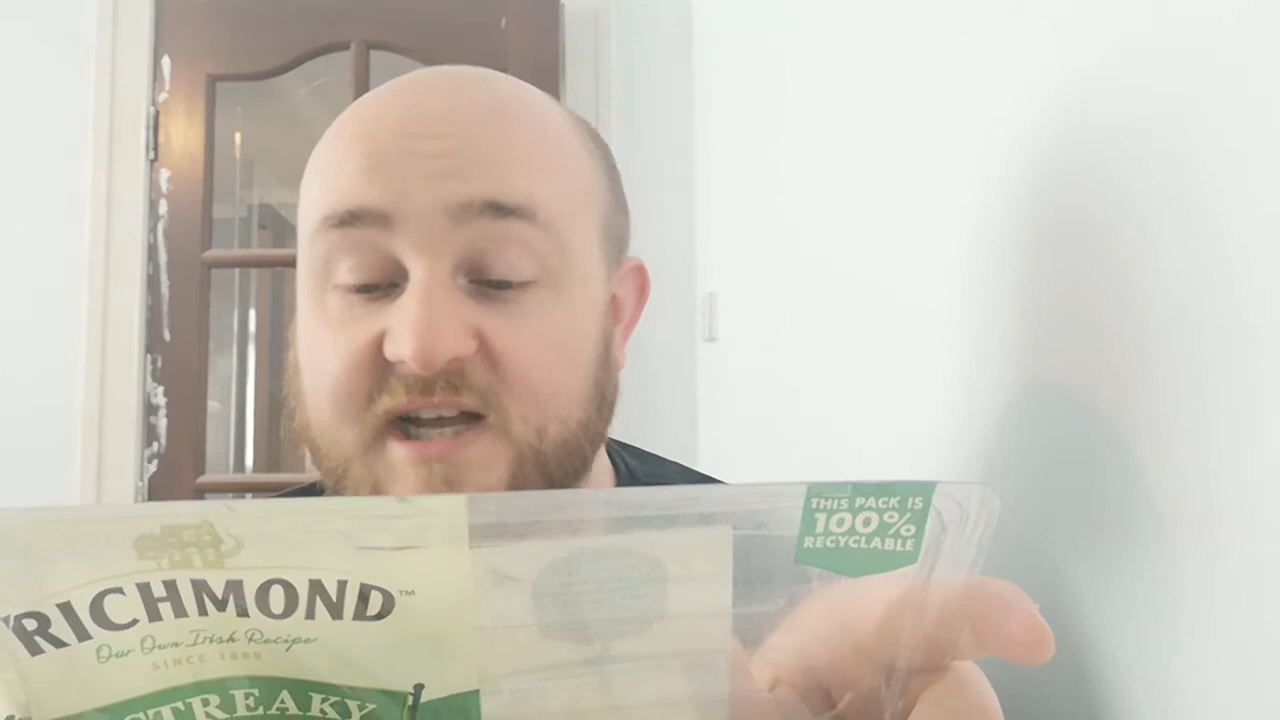 RICHMOND™
Our Own Irish Recipe
SINCE 1889
STREAKY
THIS PACK IS
100%
RECYCLABLE